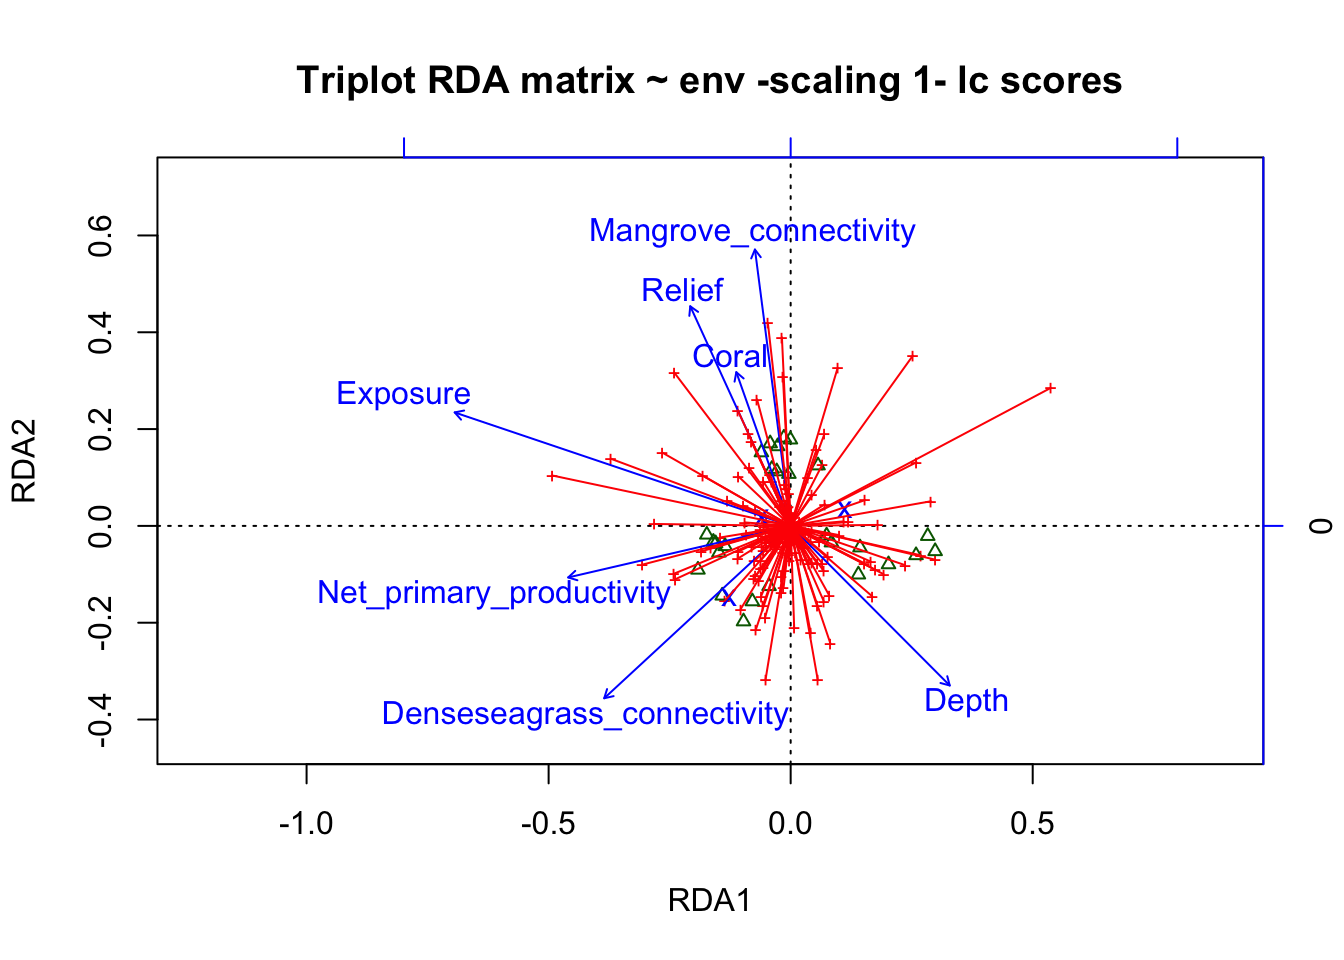 Triplot RDA matrix ~ env -scaling 1- lc scores
Mangrove_connectivity
Relief
Coral
Exposure
Net_primary_productivity
Denseseagrass_connectivity
Depth
RDA2
0.6
0.4
0.2
0.0
-0.2
-0.4
0
-1.0 -0.5 0.0 0.5
RDA1